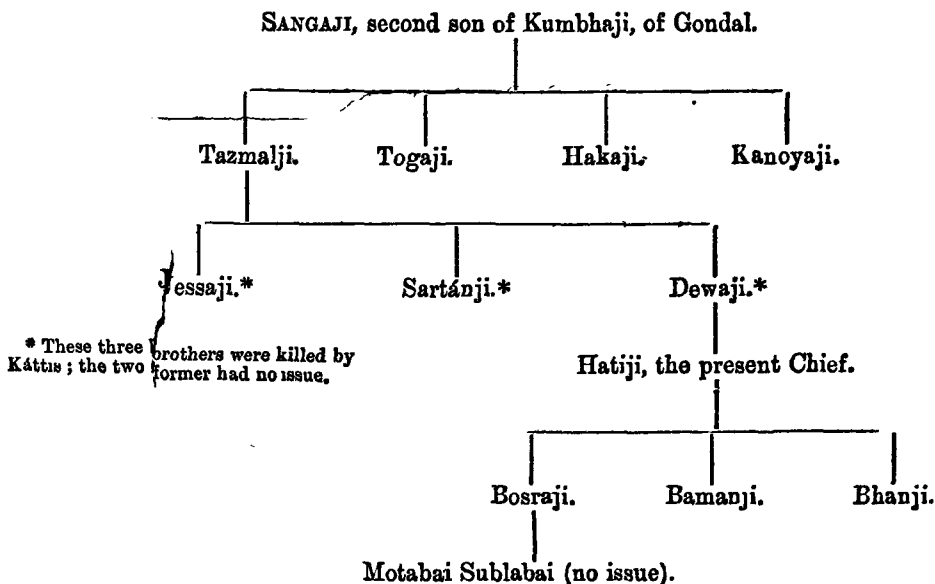 SANGAJI, second son of Kumbhaji, of Gondal.
Tazmalji. Togaji. Hakaji. Kanoyaji.
Jessaji.* Sartánji.* Dewaji.*
* These three brothers were killed by
Káttis ; the two former had no issue.
Hatiji, the present Chief.
Bosraji. Bamanji. Bhanji.
Motabai Sublabai (no issue).